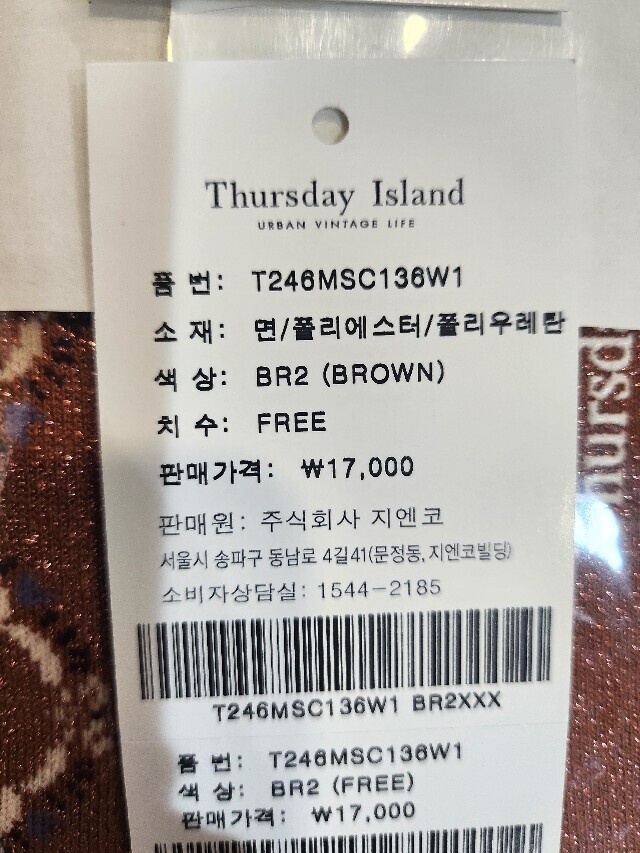 Thursday Island
URBAN VINTAGE LIFE
품 번: T246MSC136W1
소 재: 면/폴리에스터/폴리우레탄
색 상: BR2 (BROWN)
치 수: FREE
판매가격: ₩17,000
판매원: 주식회사 지엔코
서울시 송파구 동남로 4길41(문정동, 지엔코빌딩)
소비자상담실: 1544-2185
T246MSC136W1 BR2XXX
품 번: T246MSC136W1
색 상: BR2 (FREE)
판매가격: ₩17,000
hursd